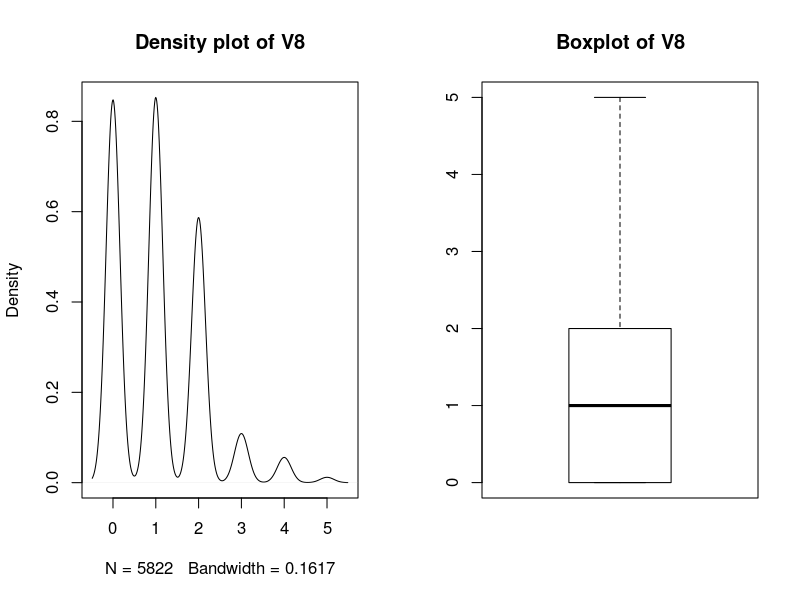 Density plot of V8
Density
0.0 0.2 0.4 0.6 0.8
0 1 2 3 4 5
N = 5822 Bandwidth = 0.1617
Boxplot of V8
0 1 2 3 4 5